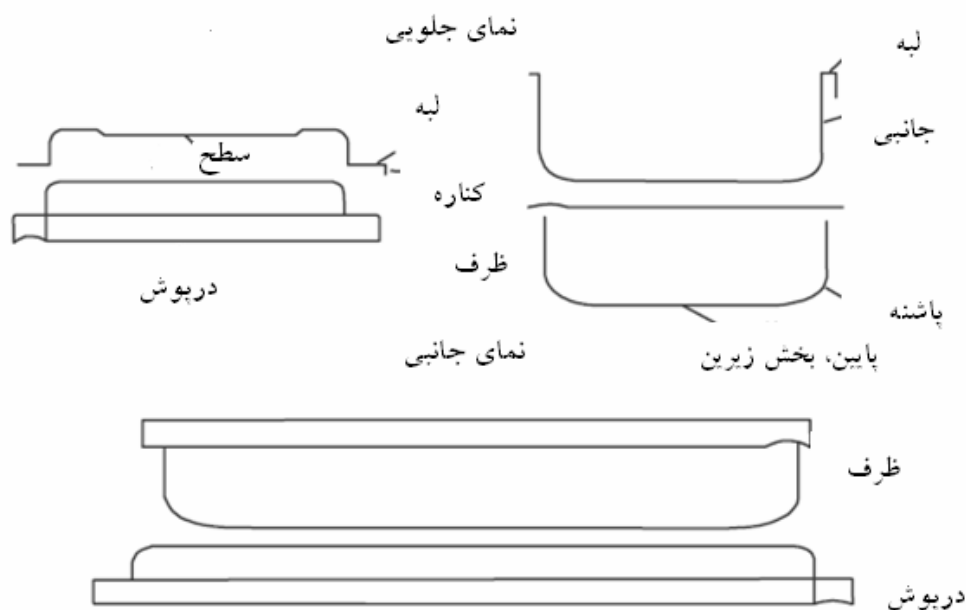 نمای جلویی
لبه
لبه
جانبی
سطح
کناره
ظرف
درپوش
پاشنه
نمای جانبی
پایین، بخش زیرین
ظرف
درپوش